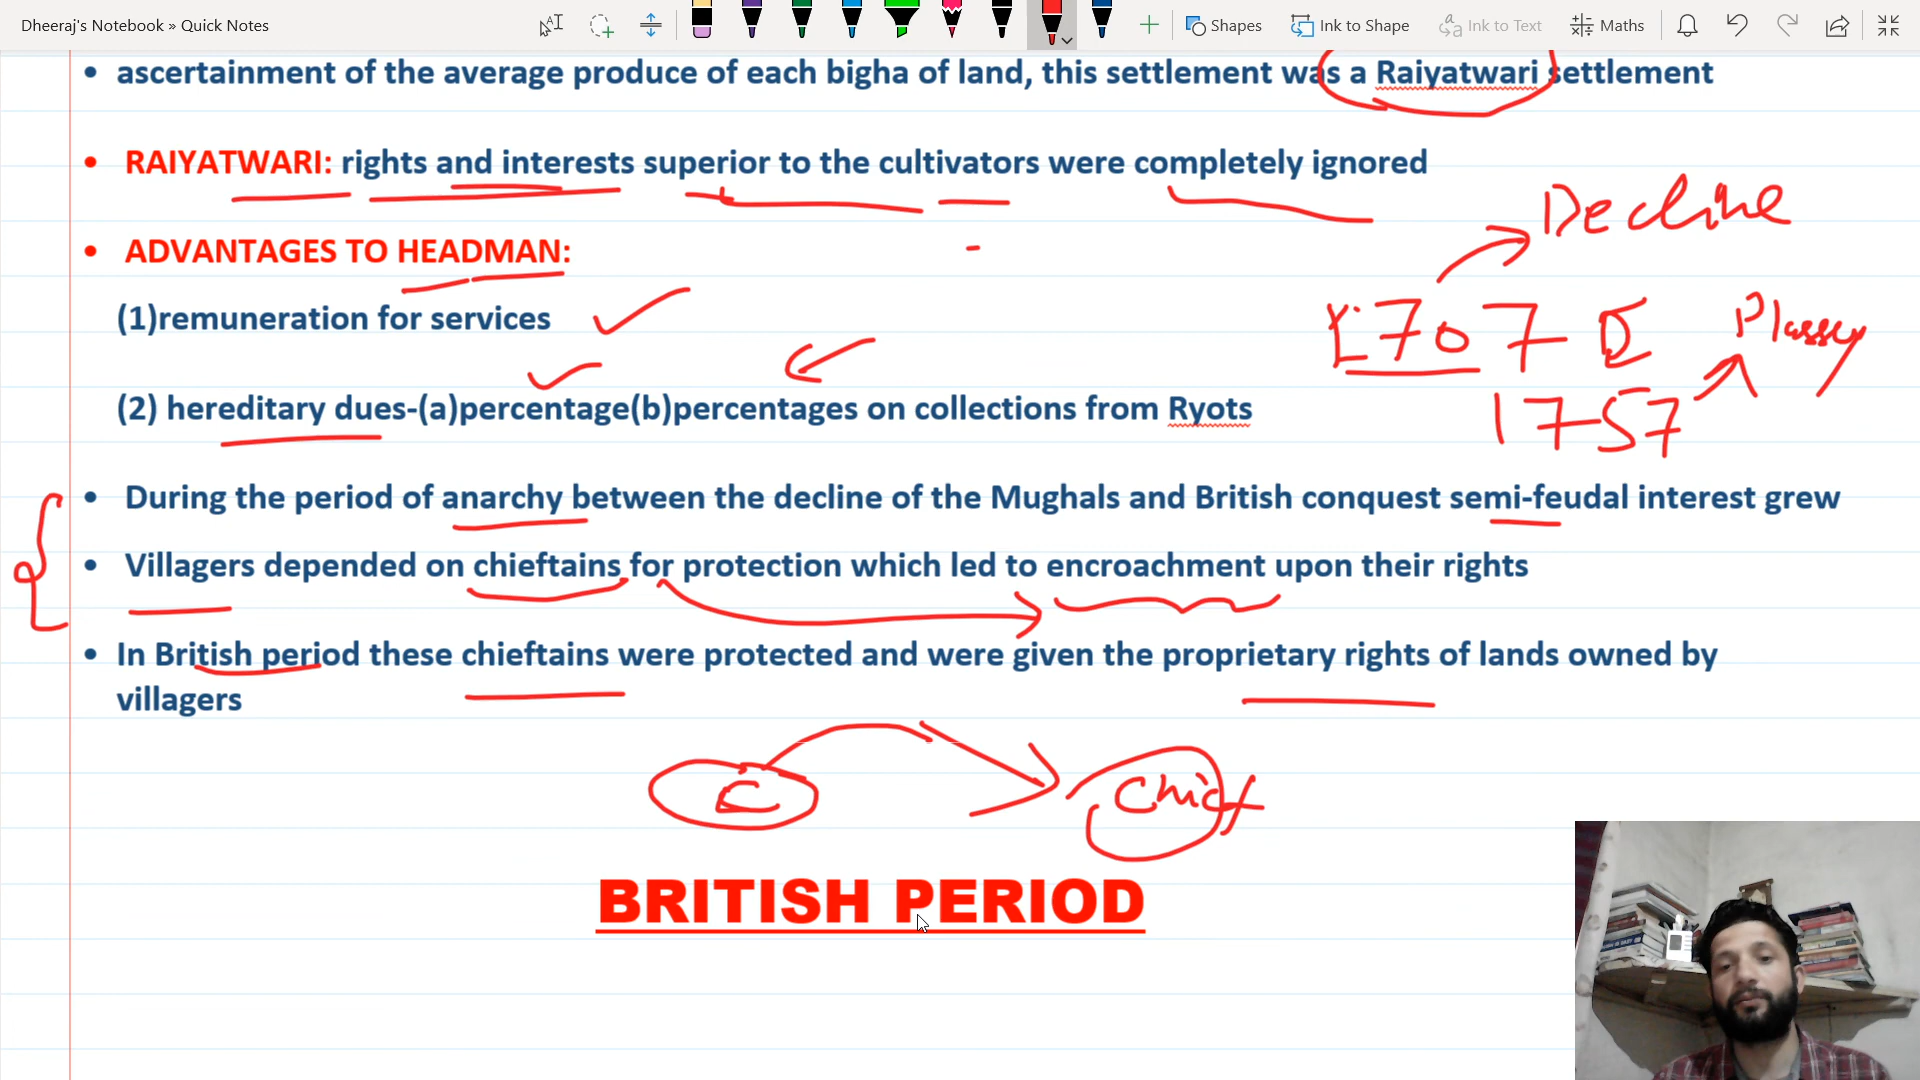 Dheeraj's Notebook » Quick Notes
Shapes
Ink to Shape
Ink to Text
Maths
• ascertainment of the average produce of each bigha of land, this settlement was a Raiyatwari settlement
• RAIYATWARI: rights and interests superior to the cultivators were completely ignored
Decline
• ADVANTAGES TO HEADMAN:
(1)remuneration for services
1707
Plassey
(2) hereditary dues-(a)percentage(b)percentages on collections from Ryots
1757
• During the period of anarchy between the decline of the Mughals and British conquest semi-feudal interest grew
• Villagers depended on chieftains for protection which led to encroachment upon their rights
• In British period these chieftains were protected and were given the proprietary rights of lands owned by
villagers
C
Chief
BRITISH PERIOD